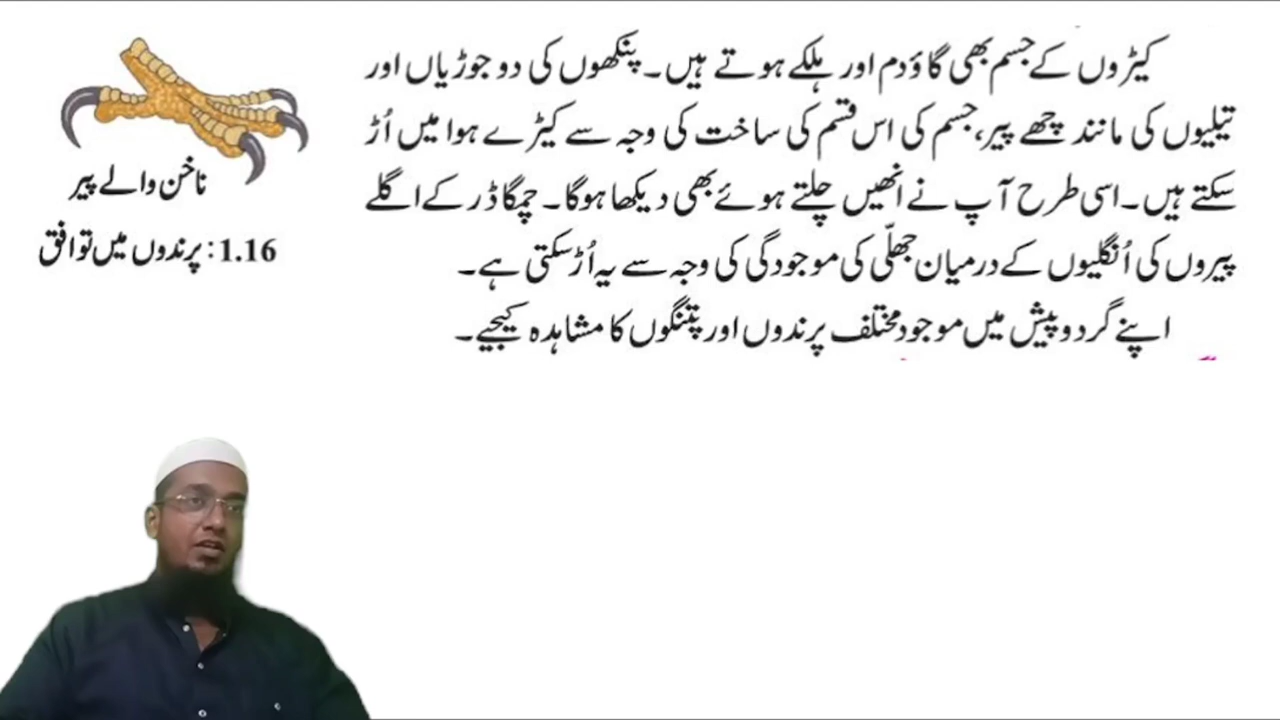 کیڑوں کے جسم بھی گاؤدم اور ہلکے ہوتے ہیں۔ پنکھوں کی دو جوڑیاں اور
تیلیوں کی مانند چھے پیر، جسم کی اس قسم کی ساخت کی وجہ سے کیڑے ہوا میں اُڑ
سکتے ہیں۔ اسی طرح آپ نے انھیں چلتے ہوئے بھی دیکھا ہوگا۔ چمگادڑ کے اگلے
پیروں کی اُنگلیوں کے درمیان جھلّی کی موجودگی کی وجہ سے یہ اُڑ سکتی ہے۔
اپنے گرد و پیش میں موجود مختلف پرندوں اور پتنگوں کا مشاہدہ کیجیے۔
ناخن والے پیر
1.16 : پرندوں میں توافق